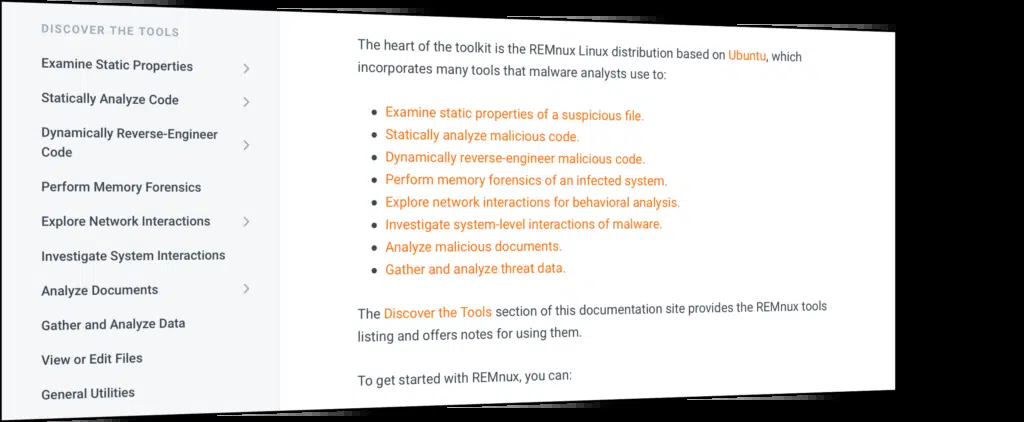 DISCOVER THE TOOLS
Examine Static Properties
Statically Analyze Code
Dynamically Reverse-Engineer
Code
Perform Memory Forensics
Explore Network Interactions
Investigate System Interactions
Analyze Documents
Gather and Analyze Data
View or Edit Files
General Utilities
The heart of the toolkit is the REMnux Linux distribution based on Ubuntu, which
incorporates many tools that malware analysts use to:
Examine static properties of a suspicious file.
Statically analyze malicious code.
Dynamically reverse-engineer malicious code.
Perform memory forensics of an infected system.
Explore network interactions for behavioral analysis.
Investigate system-level interactions of malware.
Analyze malicious documents.
Gather and analyze threat data.
The Discover the Tools section of this documentation site provides the REMnux tools
listing and offers notes for using them.
To get started with REMnux, you can: